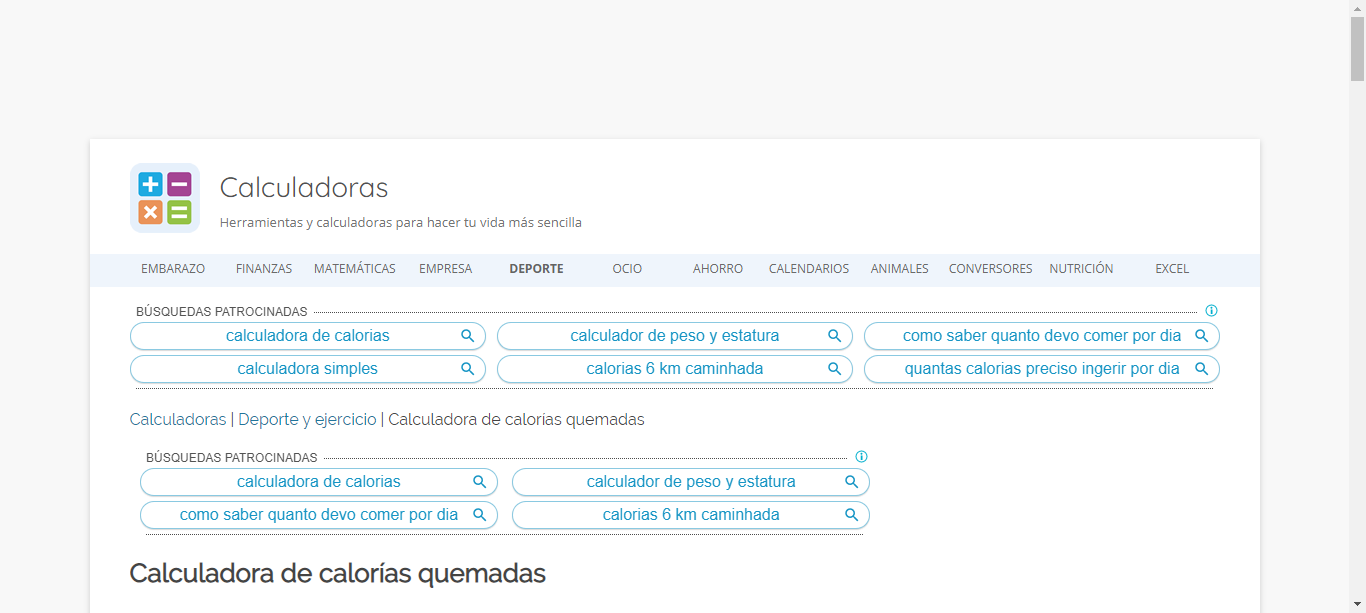 Calculadoras
Herramientas y calculadoras para hacer tu vida más sencilla
EMBARAZO FINANZAS MATEMÁTICAS EMPRESA DEPORTE OCIO AHORRO CALENDARIOS ANIMALES CONVERSORES NUTRICIÓN EXCEL
BÚSQUEDAS PATROCINADAS
calculadora de calorias calculador de peso y estatura como saber quanto devo comer por dia
calculadora simples calorias 6 km caminhada quantas calorias preciso ingerir por dia
Calculadoras | Deporte y ejercicio | Calculadora de calorías quemadas
BÚSQUEDAS PATROCINADAS
calculadora de calorias calculador de peso y estatura
como saber quanto devo comer por dia calorias 6 km caminhada
Calculadora de calorías quemadas